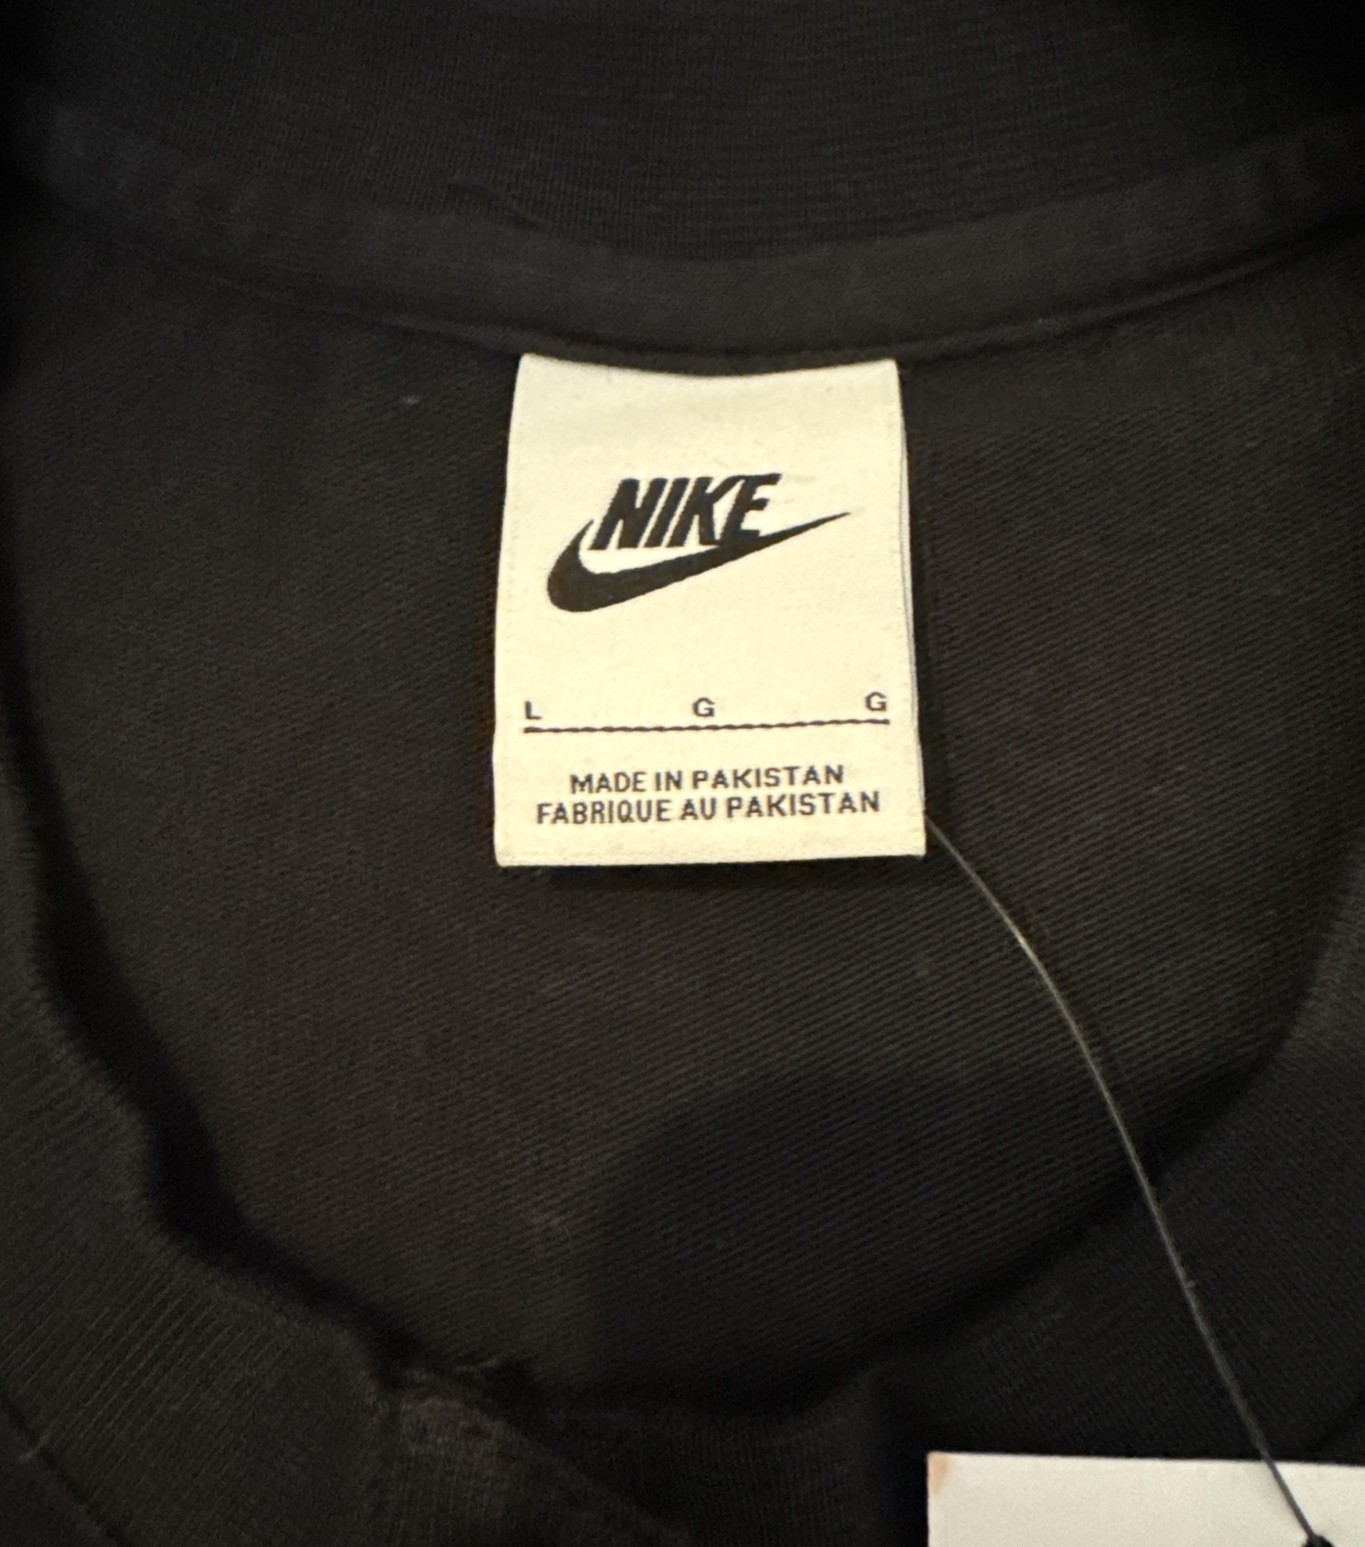 NIKE
L G G
MADE IN PAKISTAN
FABRIQUE AU PAKISTAN